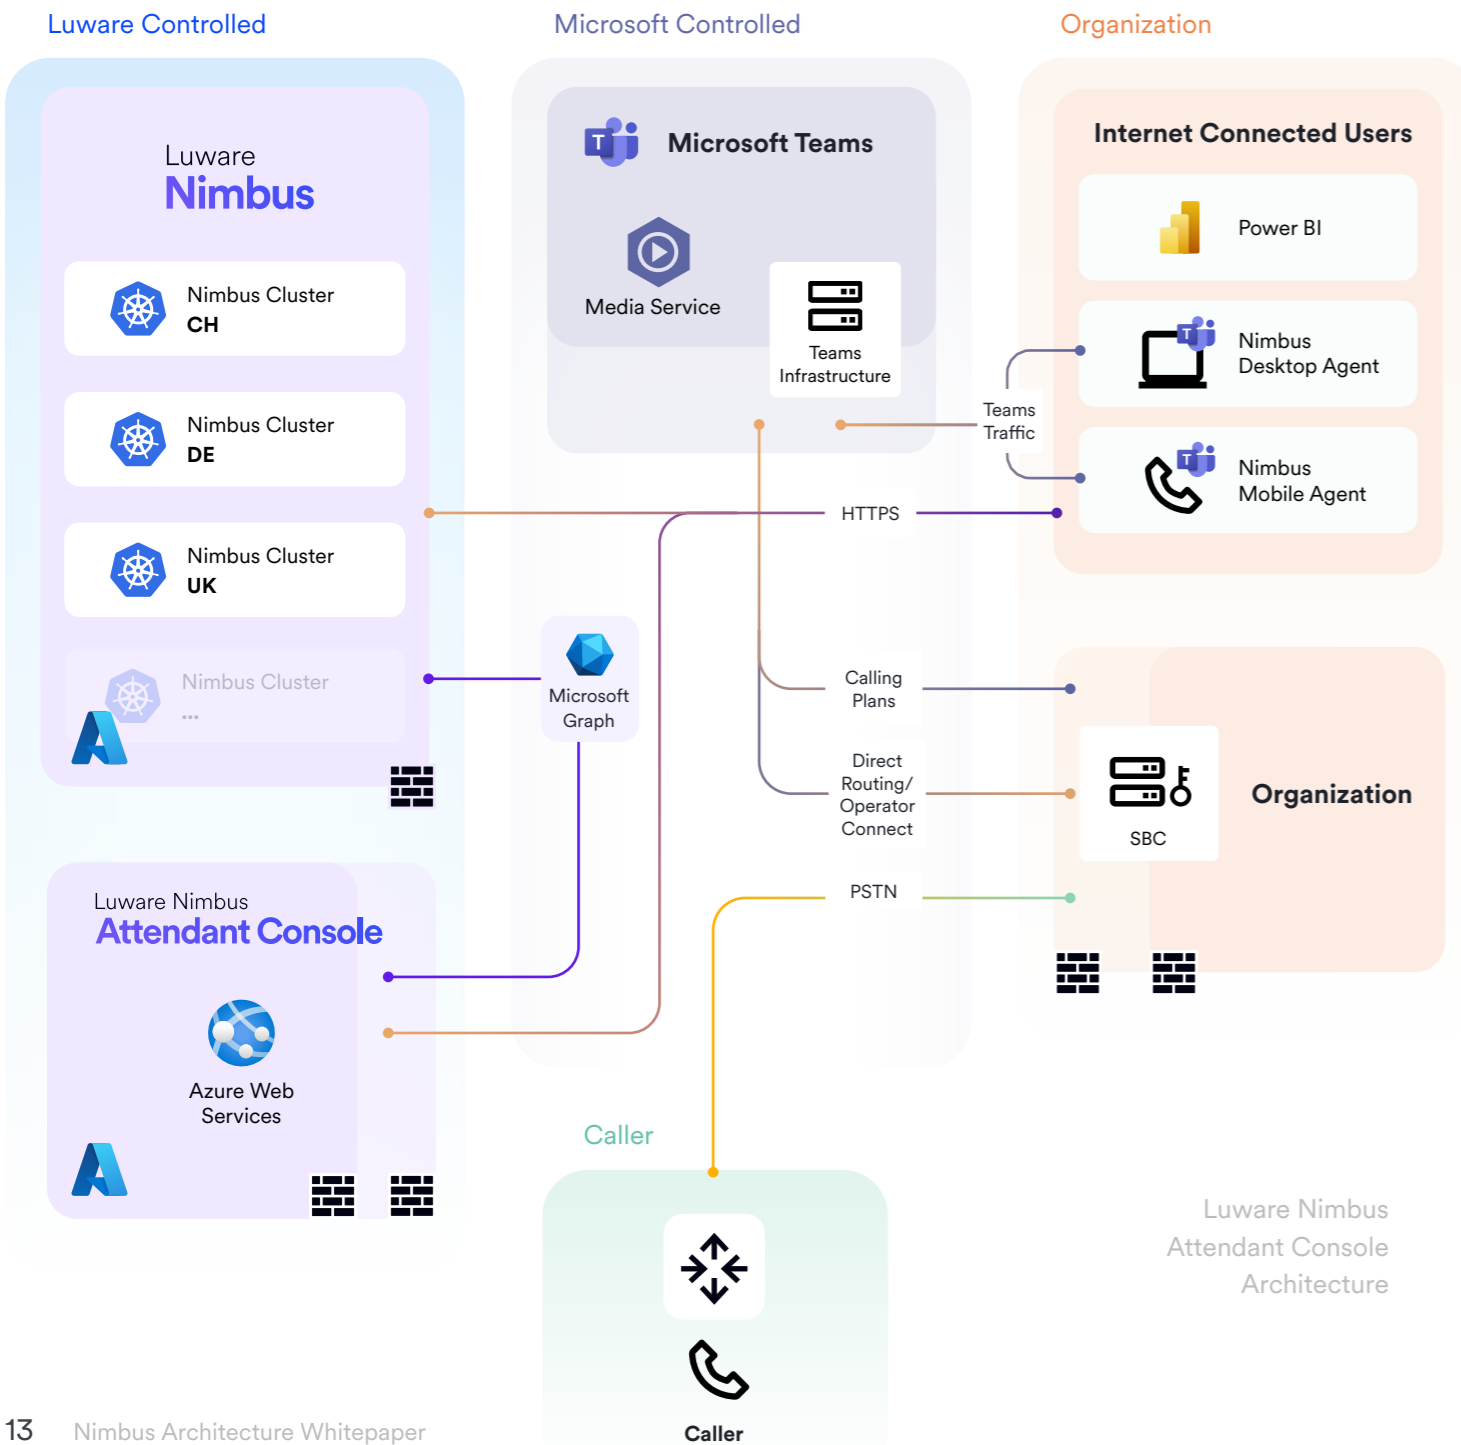 Luware Controlled
Microsoft Controlled
Organization
Luware
Nimbus
Nimbus Cluster
CH
Nimbus Cluster
DE
Nimbus Cluster
UK
Nimbus Cluster
...
Luware Nimbus
Attendant Console
Azure Web
Services
T
Microsoft Teams
Media Service
Teams
Infrastructure
Microsoft
Graph
Teams
Traffic
HTTPS
Calling
Plans
Direct
Routing/
Operator
Connect
PSTN
Internet Connected Users
Power BI
T
Nimbus
Desktop Agent
T
Nimbus
Mobile Agent
SBC
Organization
Caller
Caller
Luware Nimbus
Attendant Console
Architecture
13 Nimbus Architecture Whitepaper